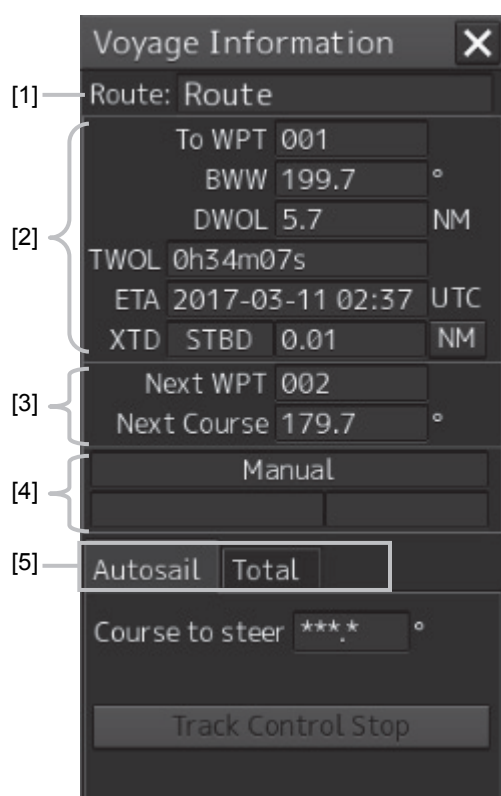 Voyage Information
[1] Route: Route
[2]
To WPT 001
BWW 199.7 °
DWOL 5.7 NM
TWOL 0h34m07s
ETA 2017-03-11 02:37 UTC
XTD STBD 0.01 NM
[3]
Next WPT 002
Next Course 179.7 °
[4]
Manual
[5] Autosail Total
Course to steer ***.* °
Track Control Stop